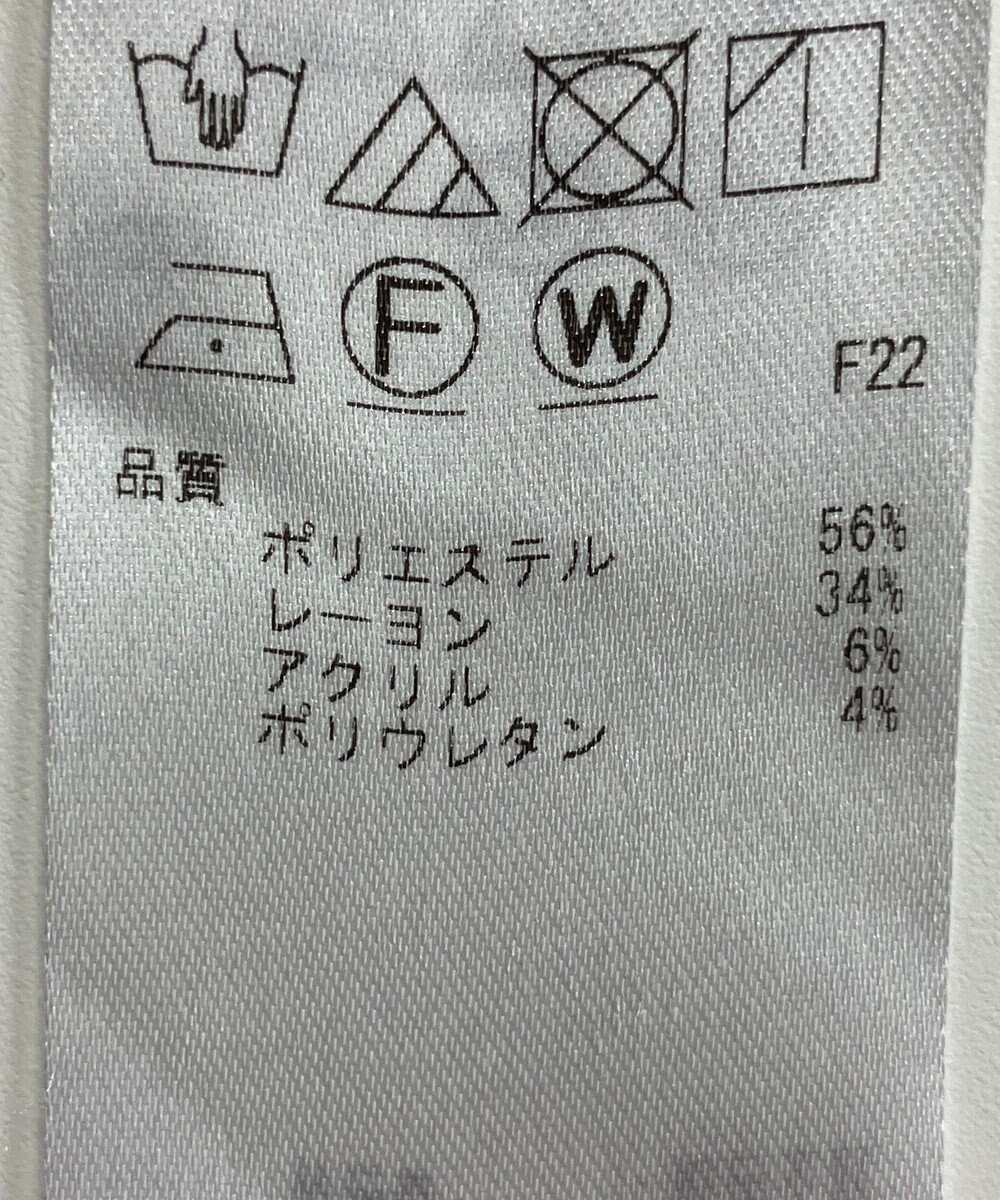 F W
F22
品質
ポリエステル 56%
レーヨン 34%
アクリル 6%
ポリウレタン 4%